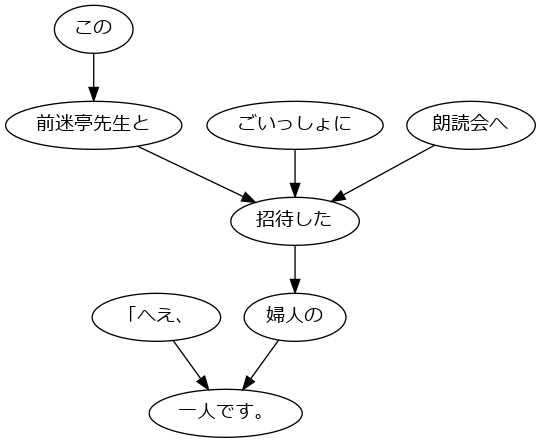 この
前迷亭先生と
ごいっしょに
朗読会へ
招待した
「へえ、
婦人の
一人です。